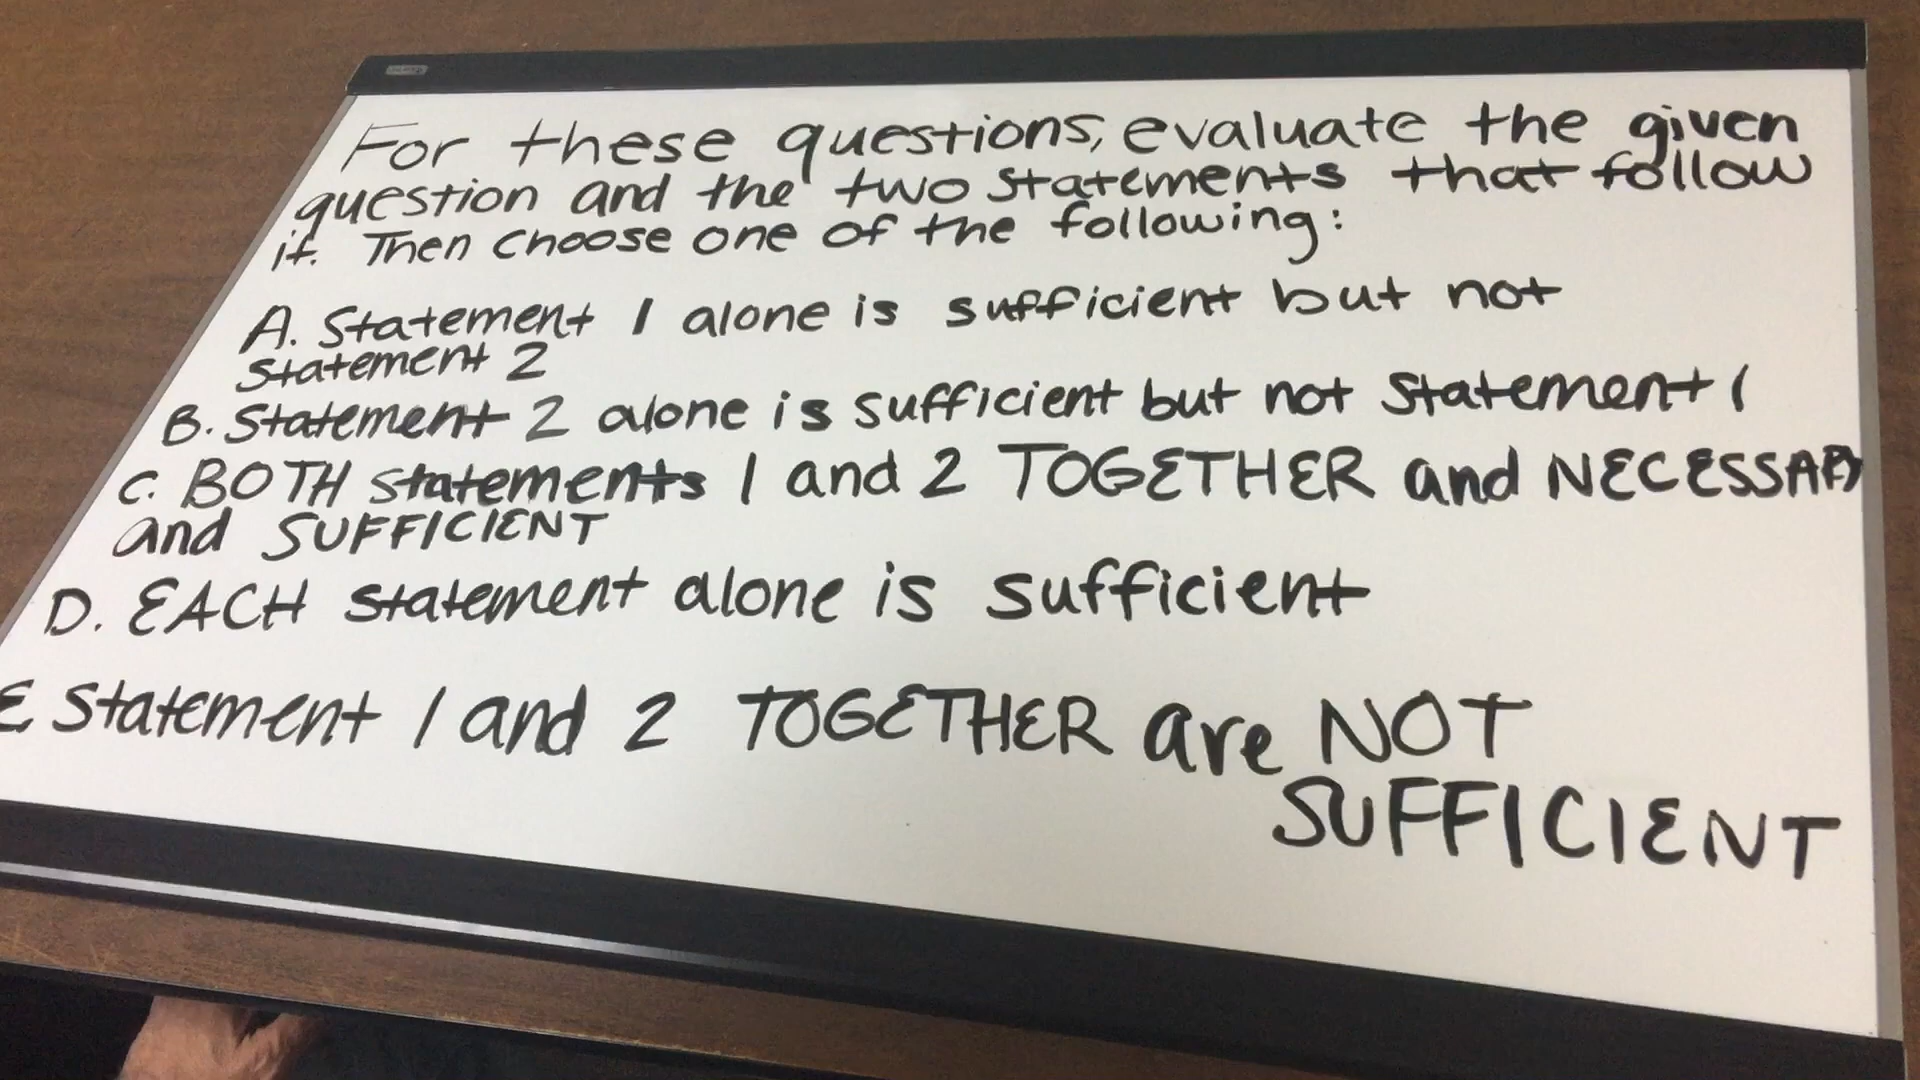 For these questions, evaluate the given
question and the two statements that follow
it. Then choose one of the following:
A. Statement 1 alone is sufficient but not
statement 2
B. Statement 2 alone is sufficient but not statement 1
C. BOTH statements 1 and 2 TOGETHER and NECESSARY
and SUFFICIENT
D. EACH statement alone is sufficient
E Statement 1 and 2 TOGETHER are NOT
SUFFICIENT